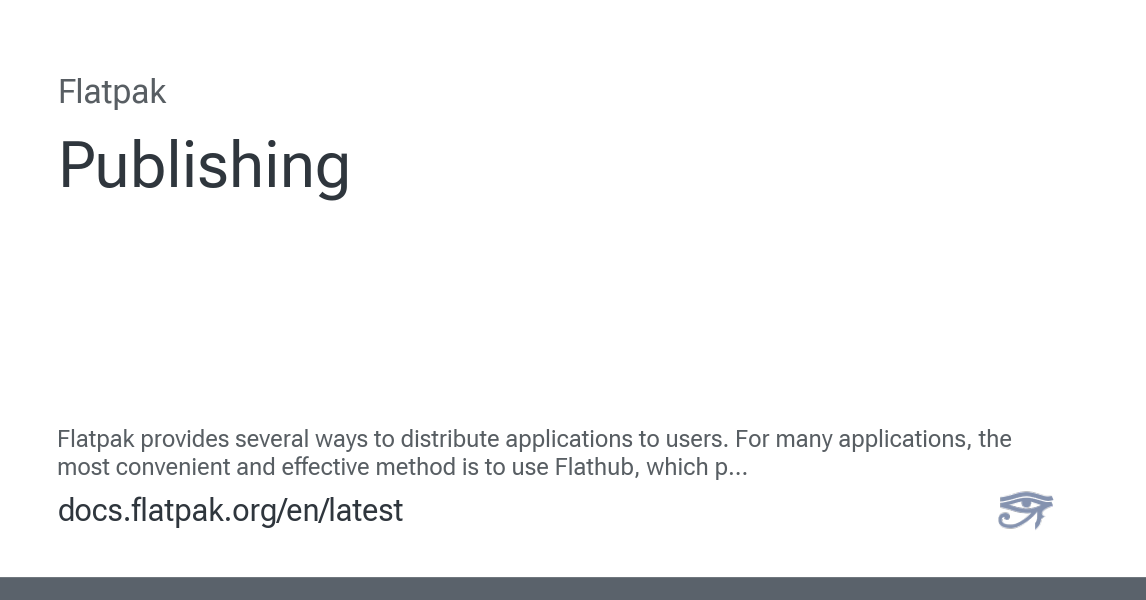 Flatpak
Publishing
Flatpak provides several ways to distribute applications to users. For many applications, the
most convenient and effective method is to use Flathub, which p...
docs.flatpak.org/en/latest